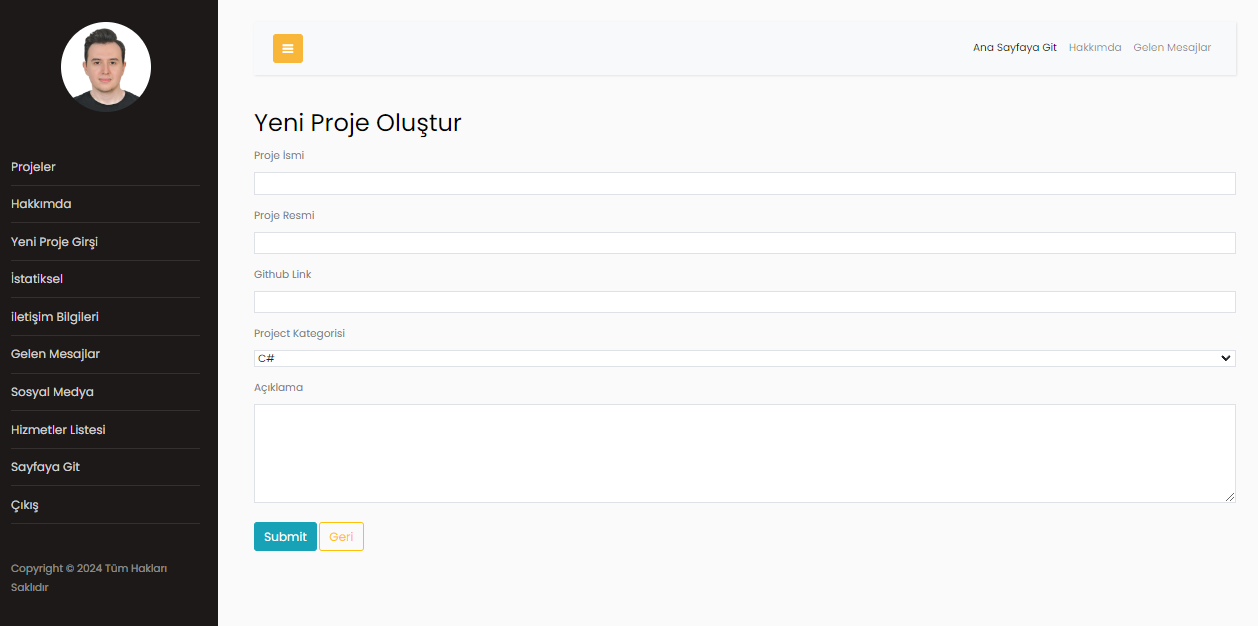 Projeler
Hakkımda
Yeni Proje Girşi
İstatiksel
iletişim Bilgileri
Gelen Mesajlar
Sosyal Medya
Hizmetler Listesi
Sayfaya Git
Çıkış
Copyright © 2024 Tüm Hakları
Saklıdır
Ana Sayfaya Git Hakkımda Gelen Mesajlar
Yeni Proje Oluştur
Proje İsmi
Proje Resmi
Github Link
Project Kategorisi
C#
Açıklama
Submit Geri